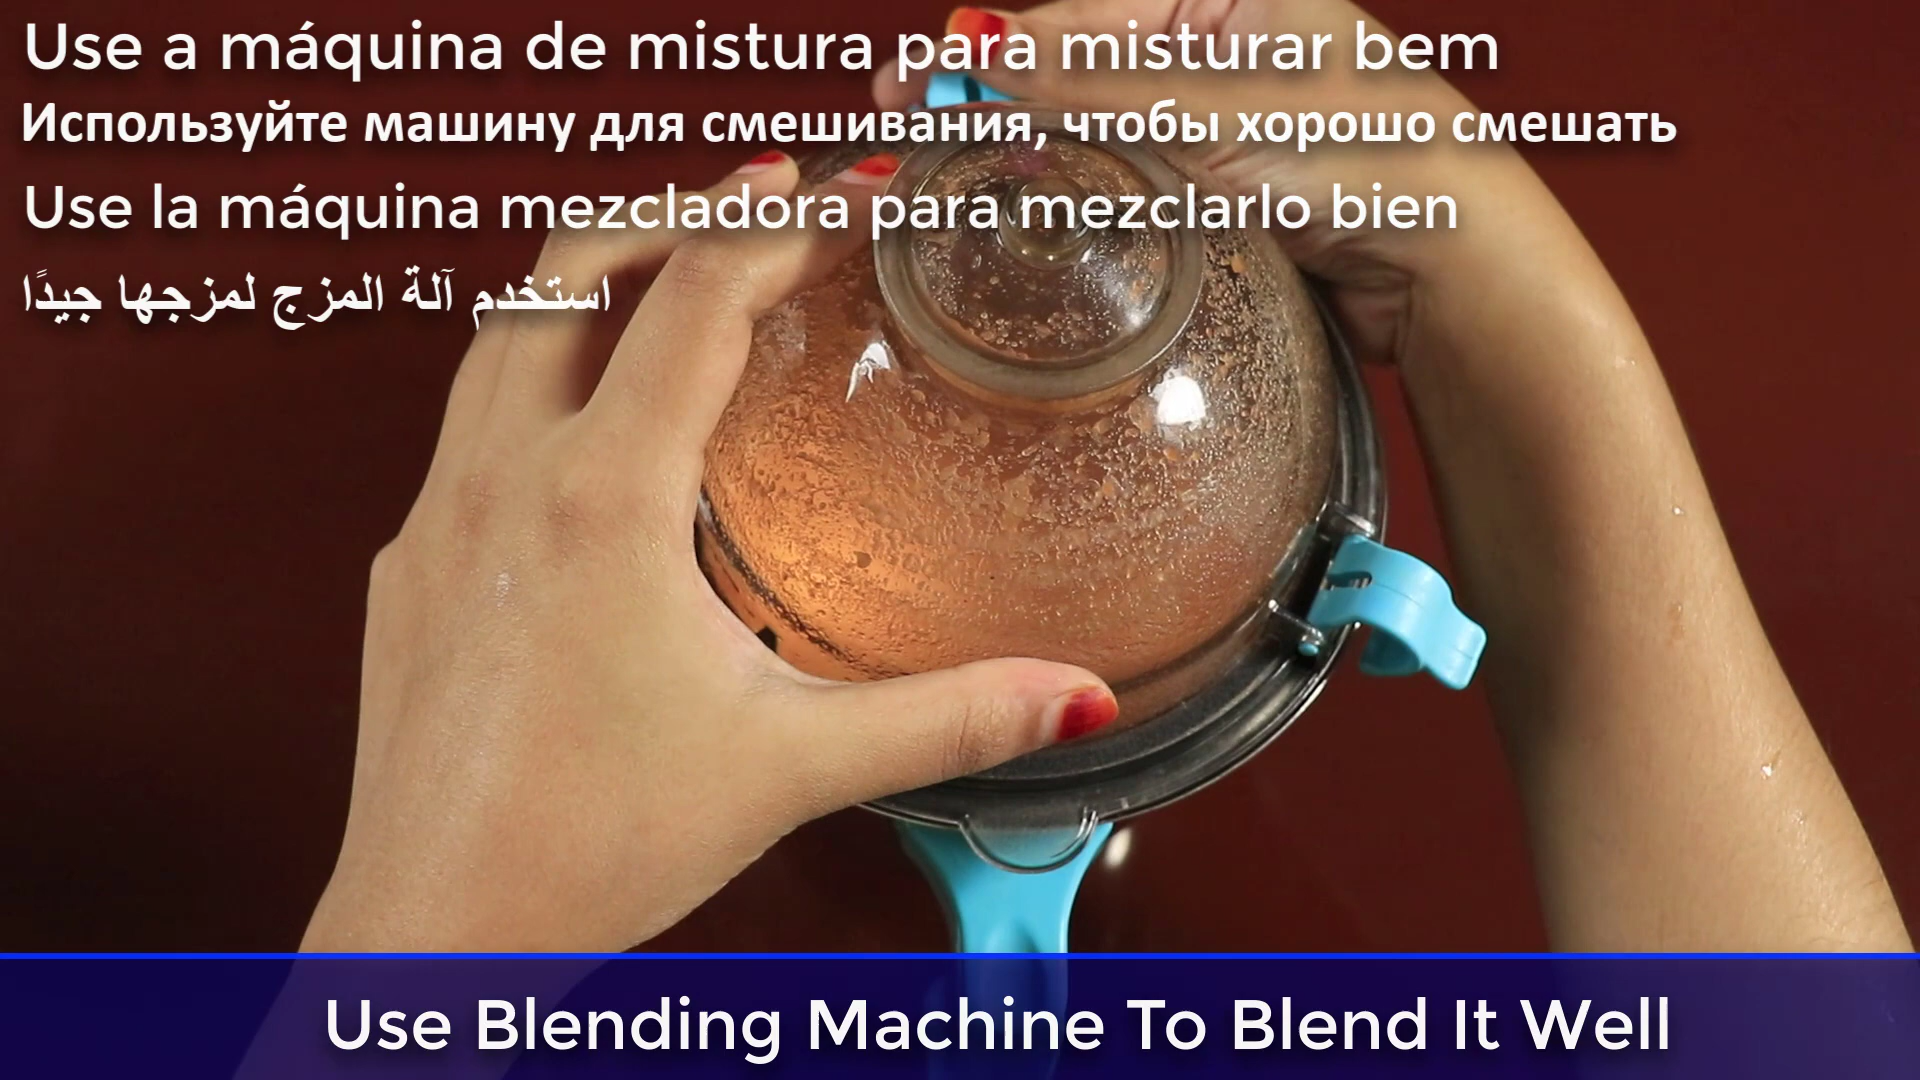 Use a máquina de mistura para misturar bem
Используйте машину для смешивания, чтобы хорошо смешать
Use la máquina mezcladora para mezclarlo bien
استخدم آلة المزج لمزجها جيدًا
Use Blending Machine To Blend It Well